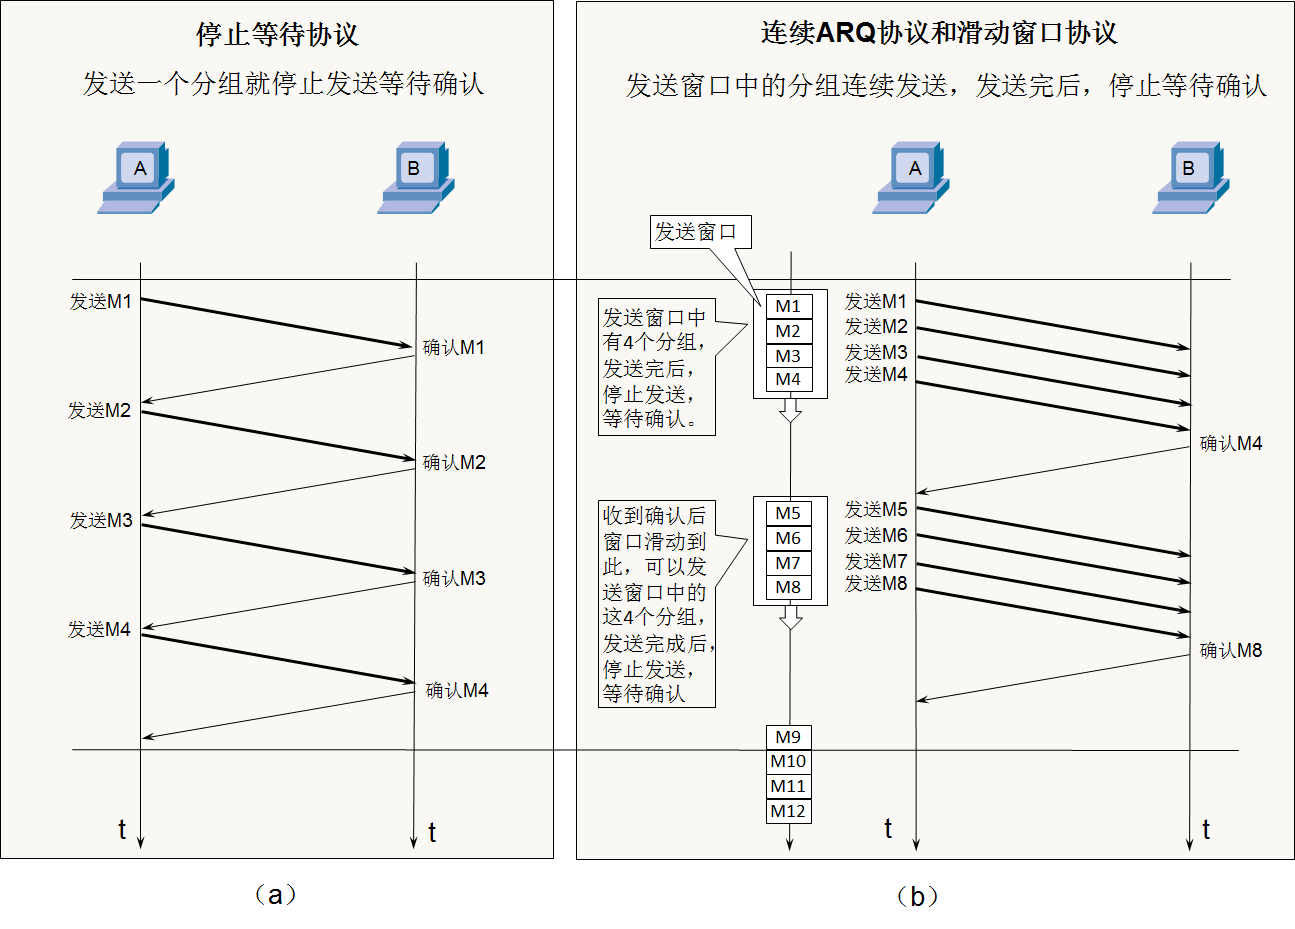 停止等待协议
发送一个分组就停止发送等待确认
A
B
发送M1
确认M1
发送M2
确认M2
发送M3
确认M3
发送M4
确认M4
t
t
（a）
连续ARQ协议和滑动窗口协议
发送窗口中的分组连续发送，发送完后，停止等待确认
A
B
发送窗口
发送窗口中
有4个分组，
发送完后，
停止发送，
等待确认。
M1
M2
M3
M4
发送M1
发送M2
发送M3
发送M4
确认M4
收到确认后
窗口滑动到
此，可以发
送窗口中的
这4个分组，
发送完成后，
停止发送，
等待确认
M5
M6
M7
M8
发送M5
发送M6
发送M7
发送M8
确认M8
M9
M10
M11
M12
t
t
（b）